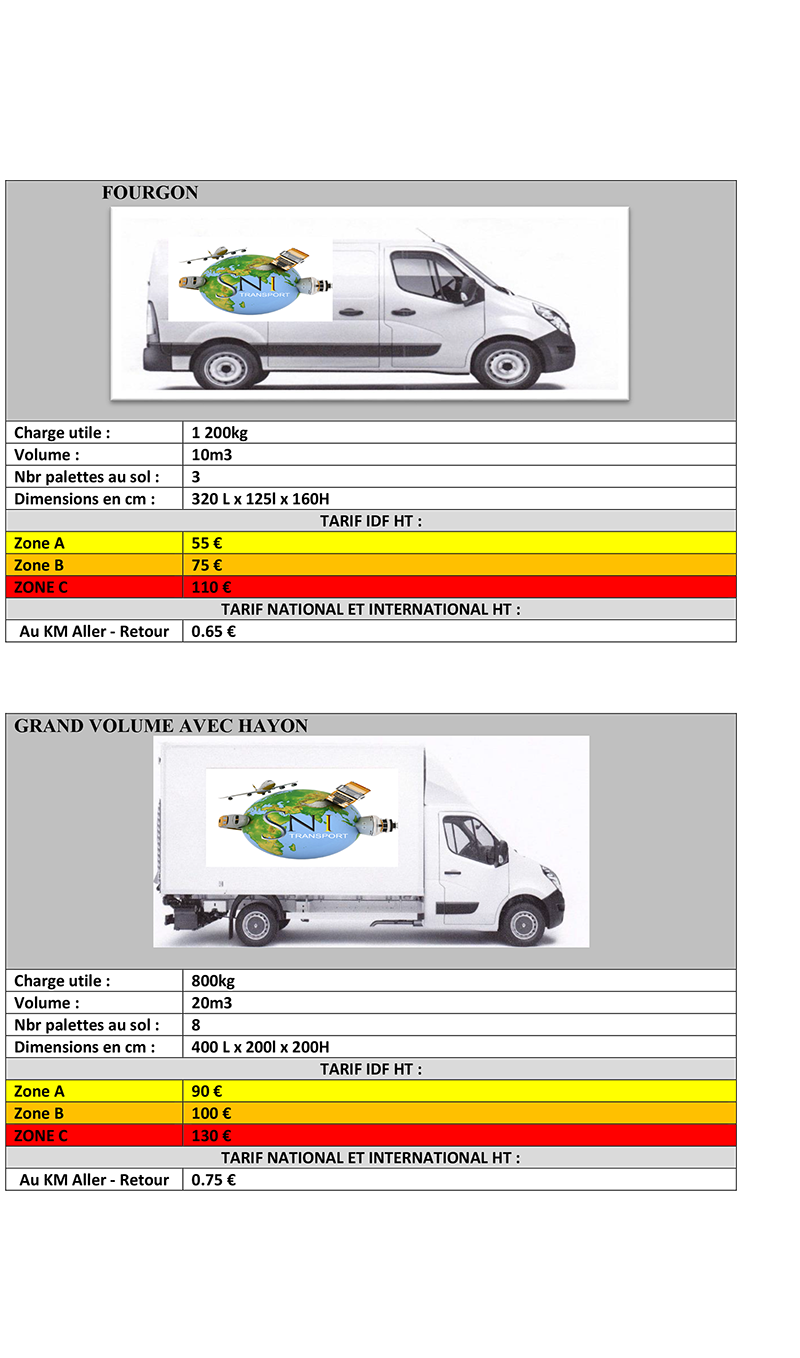 FOURGON
SN1
TRANSPORT
Charge utile : 1 200kg
Volume : 10m3
Nbr palettes au sol : 3
Dimensions en cm : 320 L x 125l x 160H
TARIF IDF HT :
Zone A 55 €
Zone B 75 €
ZONE C 110 €
TARIF NATIONAL ET INTERNATIONAL HT :
Au KM Aller - Retour 0.65 €
GRAND VOLUME AVEC HAYON
SN1
TRANSPORT
Charge utile : 800kg
Volume : 20m3
Nbr palettes au sol : 8
Dimensions en cm : 400 L x 200l x 200H
TARIF IDF HT :
Zone A 90 €
Zone B 100 €
ZONE C 130 €
TARIF NATIONAL ET INTERNATIONAL HT :
Au KM Aller - Retour 0.75 €